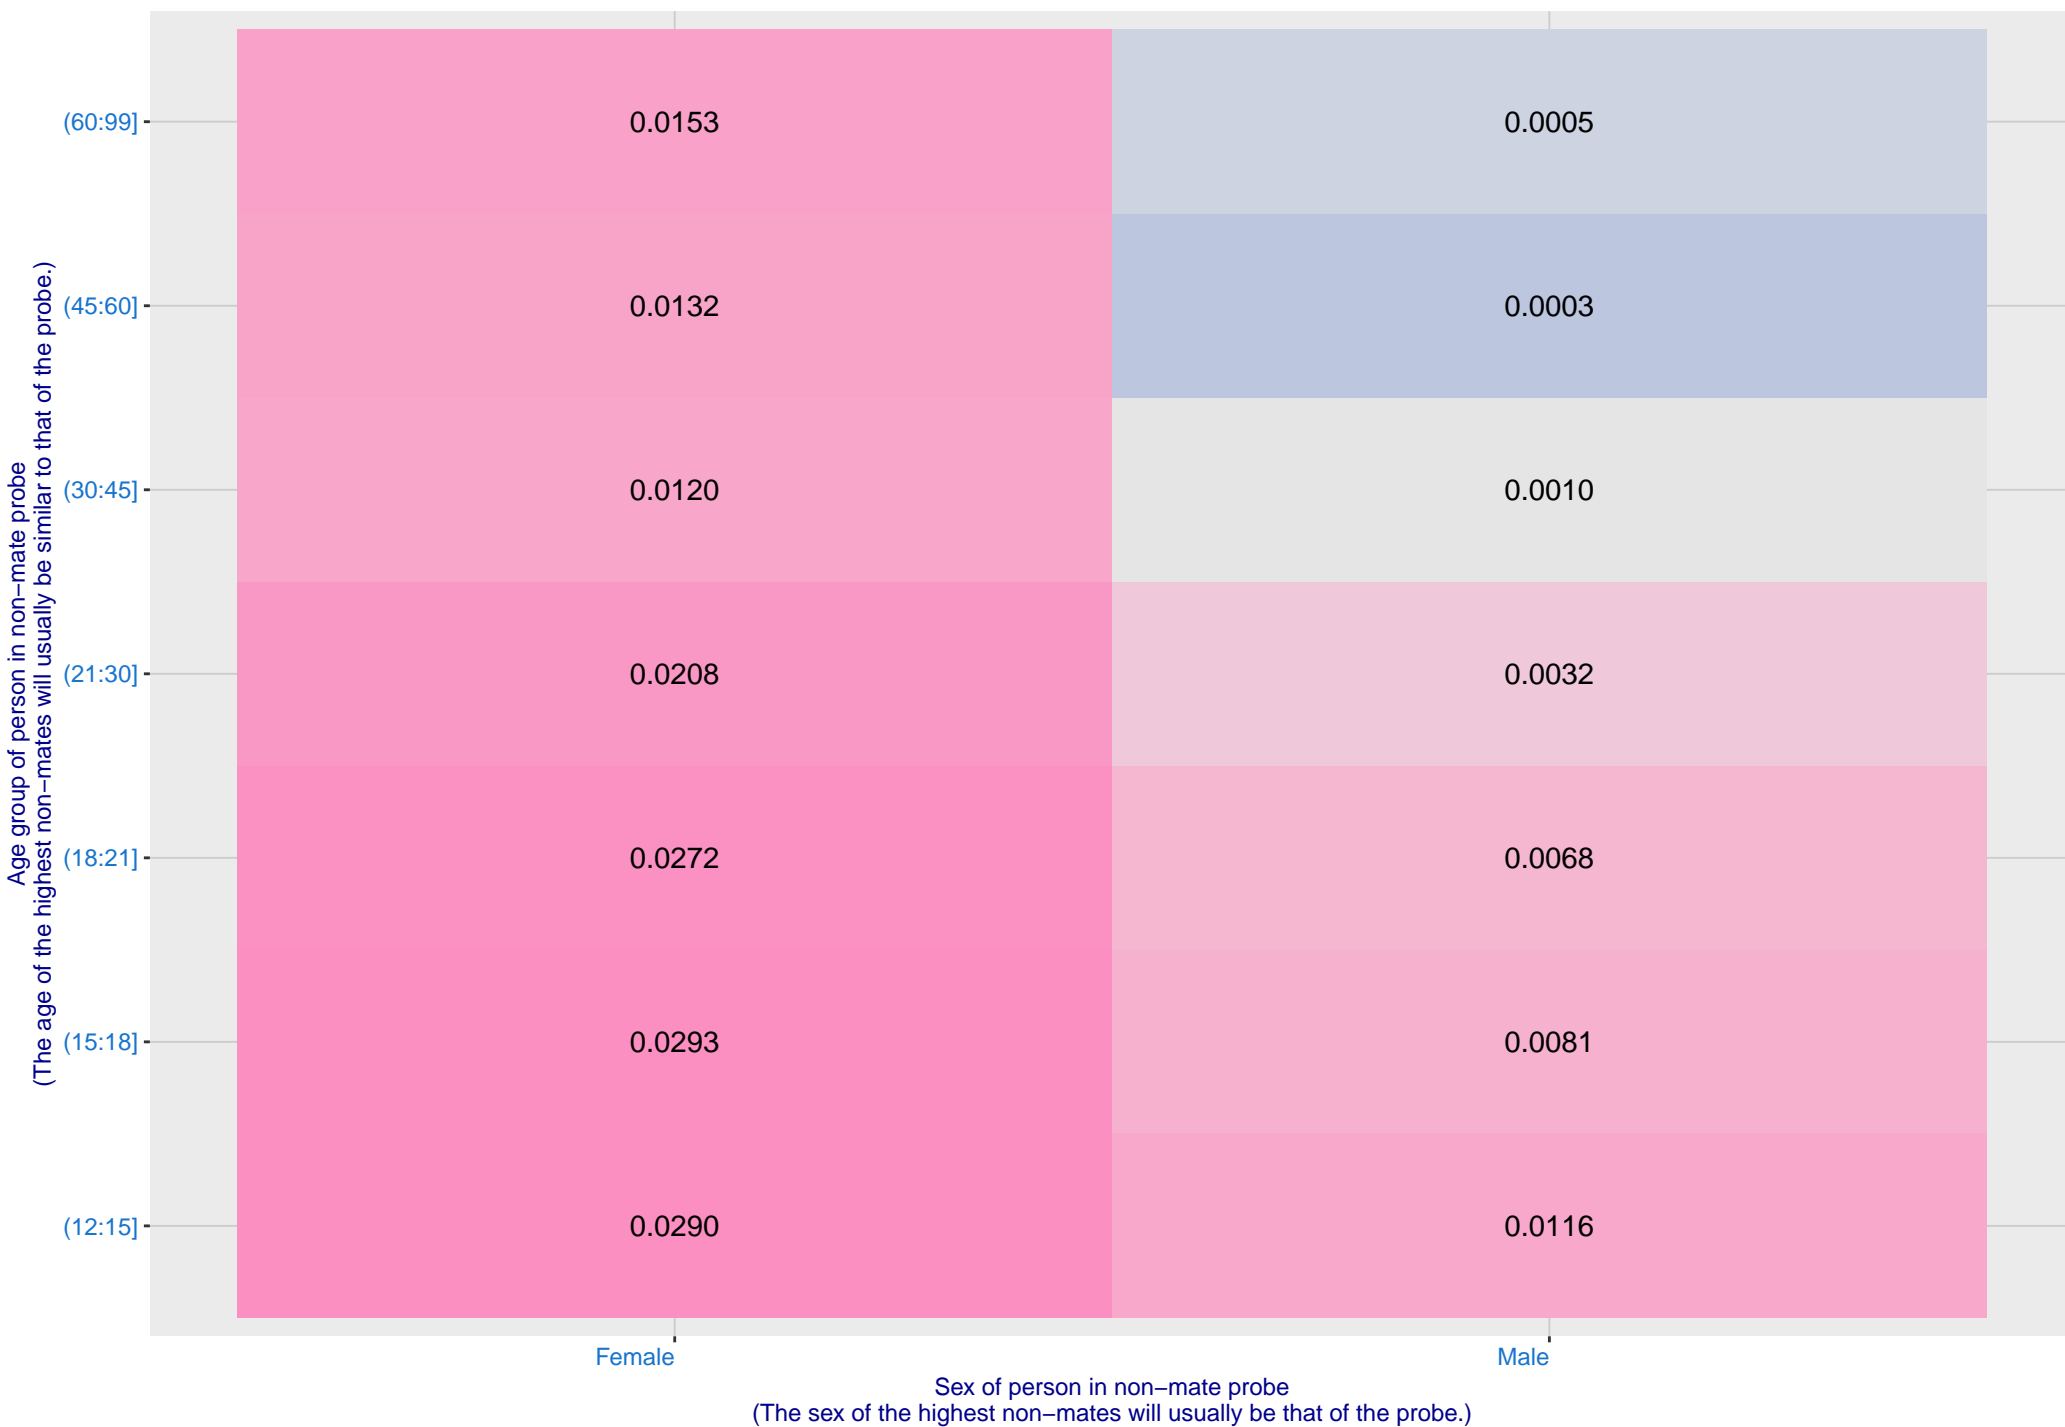 Age group of person in non−mate probe
(The age of the highest non−mates will usually be similar to that of the probe.)
(60:99] 0.0153 0.0005
(45:60] 0.0132 0.0003
(30:45] 0.0120 0.0010
(21:30] 0.0208 0.0032
(18:21] 0.0272 0.0068
(15:18] 0.0293 0.0081
(12:15] 0.0290 0.0116
Female Male
Sex of person in non−mate probe
(The sex of the highest non−mates will usually be that of the probe.)